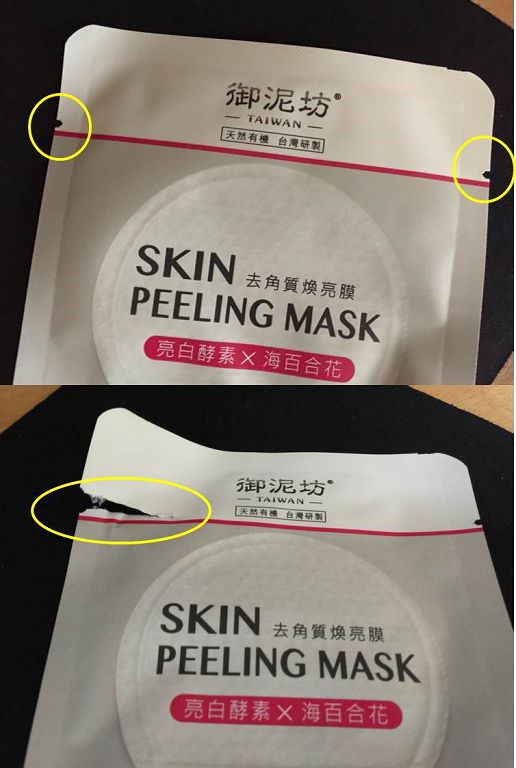 御泥坊®
TAIWAN
天然有機 台灣研製
SKIN 去角質煥亮膜
PEELING MASK
亮白酵素×海百合花
御泥坊®
TAIWAN
天然有機 台灣研製
SKIN 去角質煥亮膜
PEELING MASK
亮白酵素×海百合花